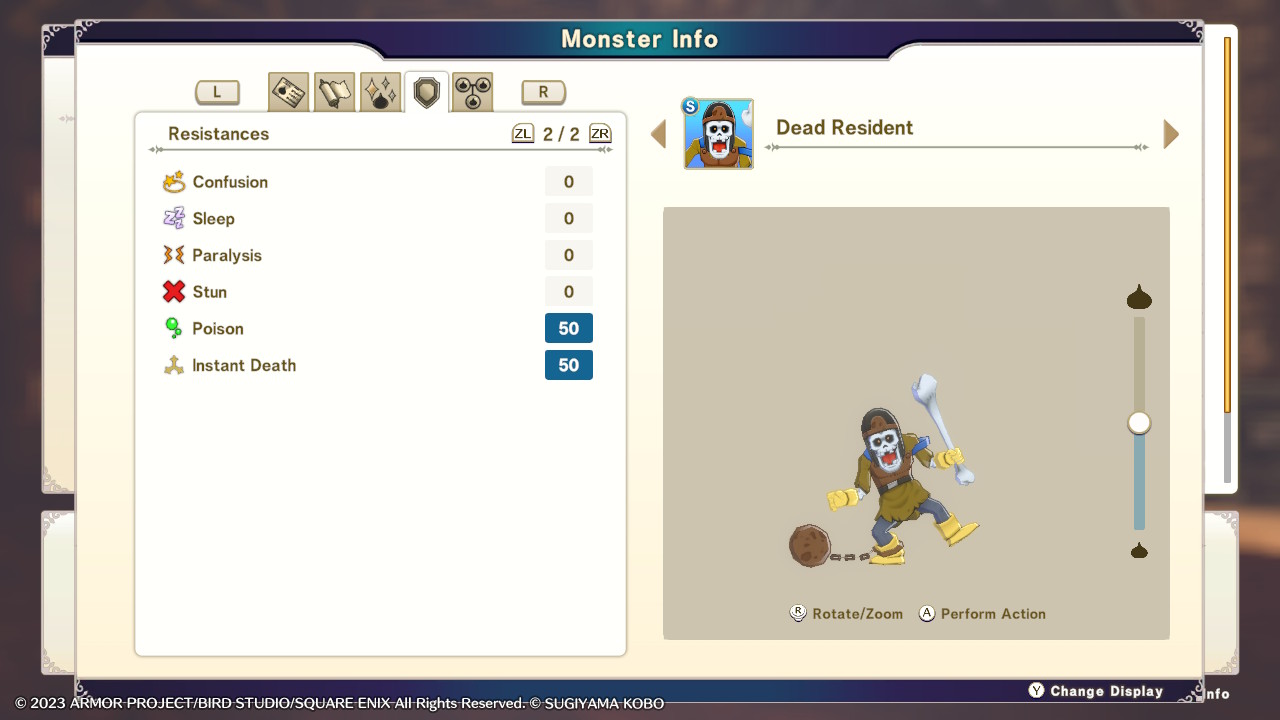 Monster Info
L
R
Resistances
ZL 2 / 2 ZR
Confusion 0
Sleep 0
Paralysis 0
Stun 0
Poison 50
Instant Death 50
S
Dead Resident
R Rotate/Zoom A Perform Action
Y Change Display
Info
© 2023 ARMOR PROJECT/BIRD STUDIO/SQUARE ENIX All Rights Reserved. © SUGIYAMA KOBO